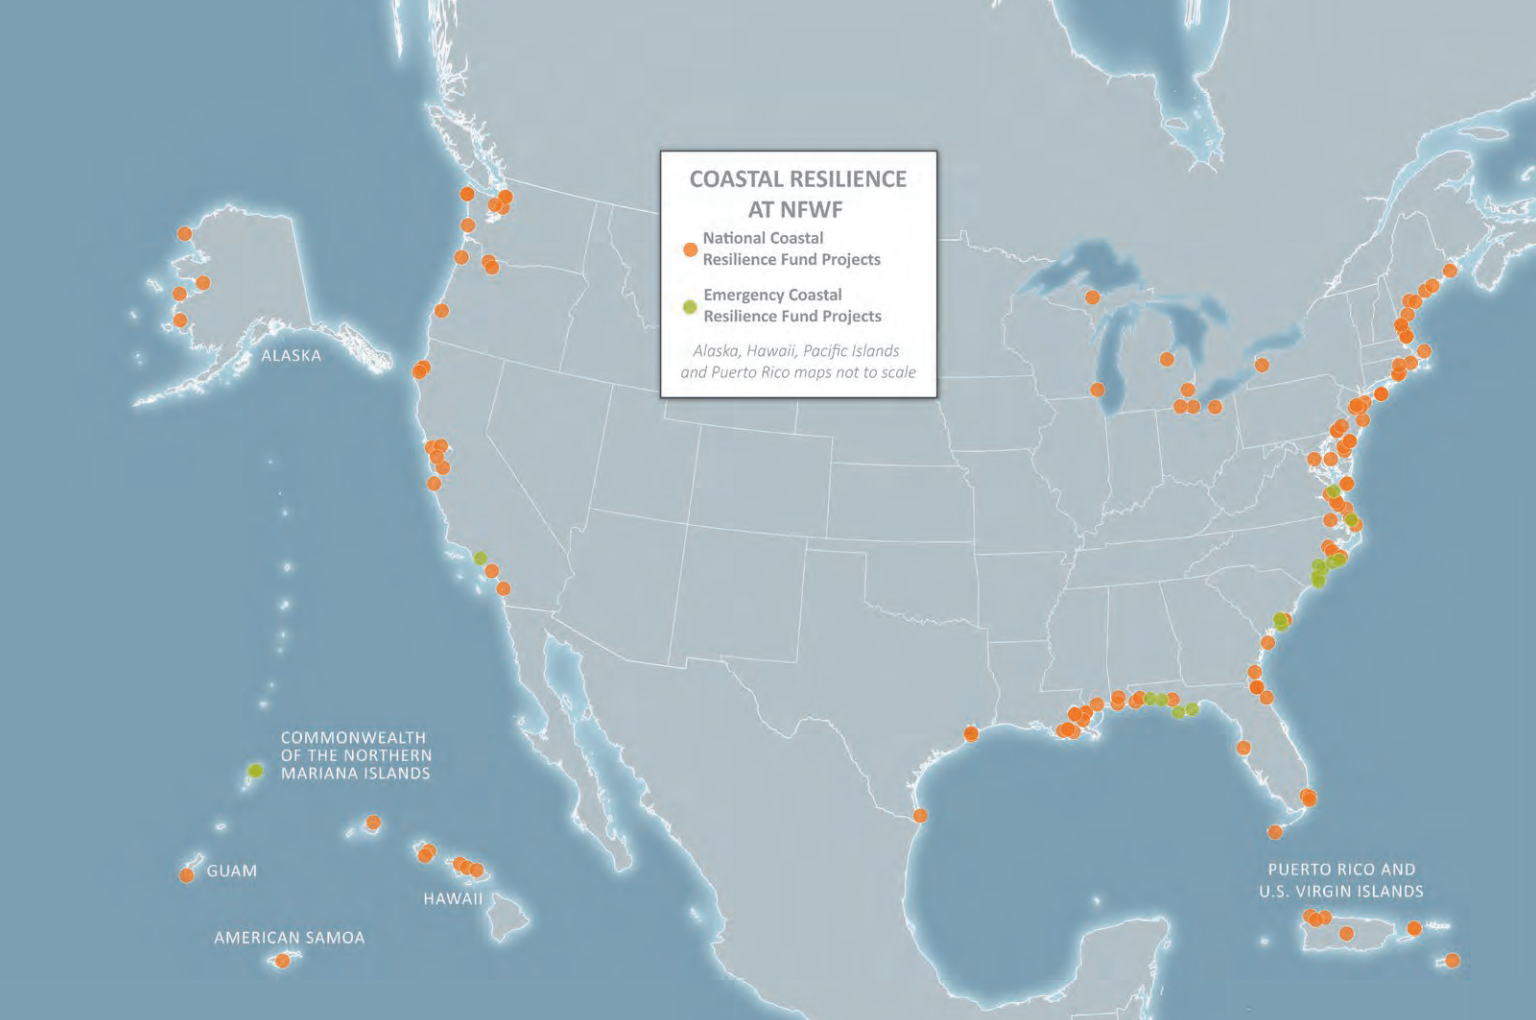 COASTAL RESILIENCE
AT NFWF
National Coastal
Resilience Fund Projects
Emergency Coastal
Resilience Fund Projects
Alaska, Hawaii, Pacific Islands
and Puerto Rico maps not to scale
ALASKA
COMMONWEALTH
OF THE NORTHERN
MARIANA ISLANDS
GUAM
HAWAII
AMERICAN SAMOA
PUERTO RICO AND
U.S. VIRGIN ISLANDS